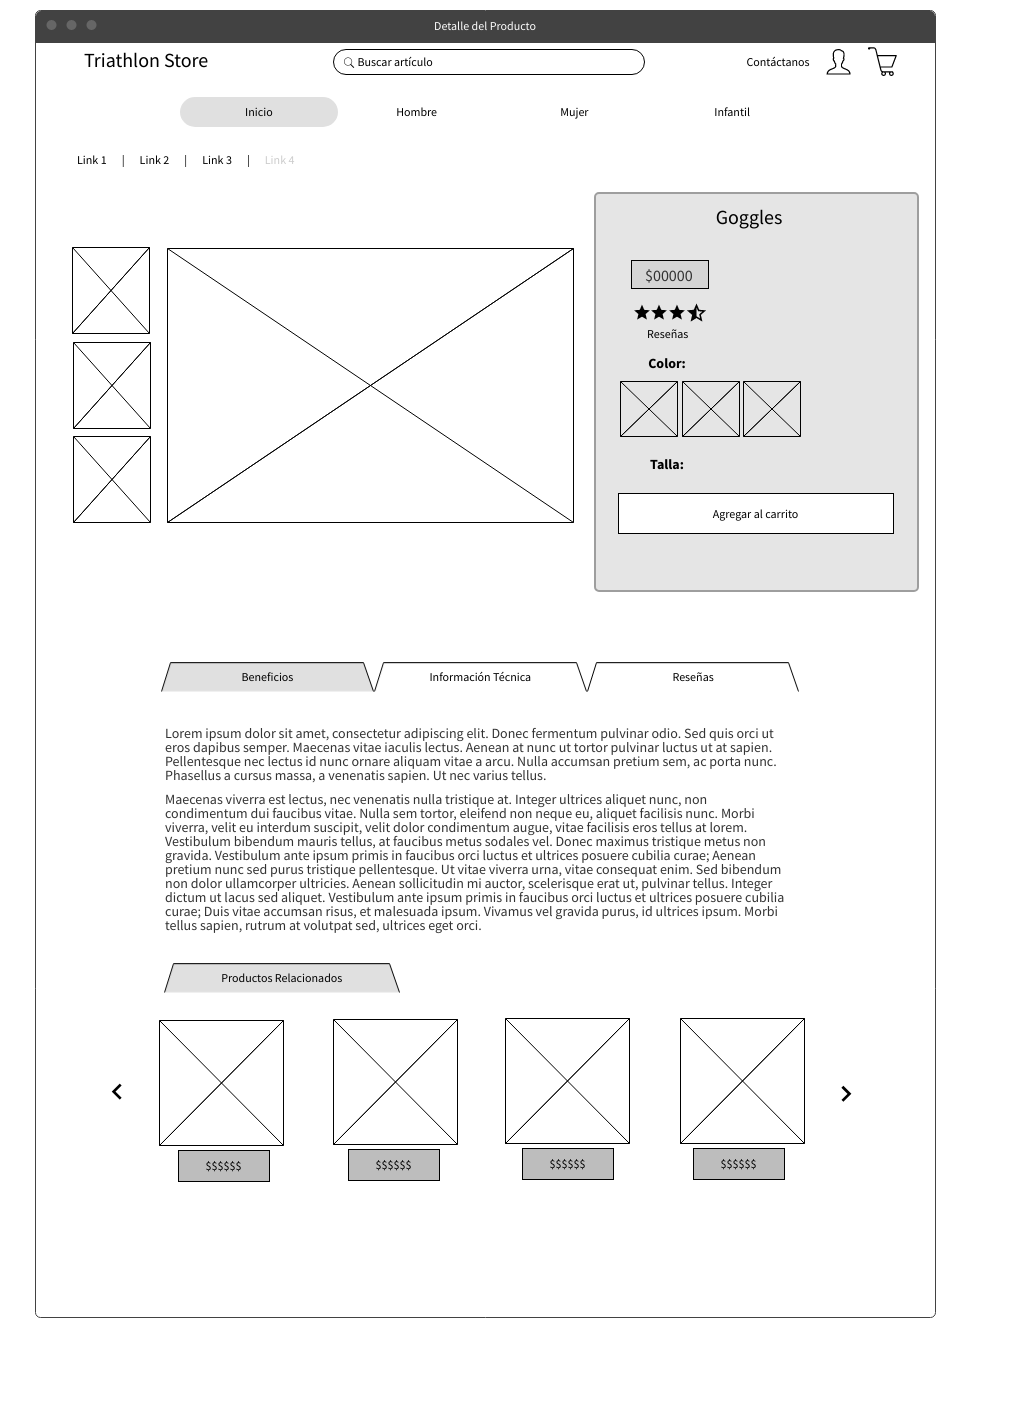 Detalle del Producto
Triathlon Store
Buscar artículo
Contáctanos
Inicio
Hombre
Mujer
Infantil
Link 1 | Link 2 | Link 3 | Link 4
Goggles
$00000
Reseñas
Color:
Talla:
Agregar al carrito
Beneficios
Información Técnica
Reseñas
Lorem ipsum dolor sit amet, consectetur adipiscing elit. Donec fermentum pulvinar odio. Sed quis orci ut
eros dapibus semper. Maecenas vitae iaculis lectus. Aenean at nunc ut tortor pulvinar luctus ut at sapien.
Pellentesque nec lectus id nunc ornare aliquam vitae a arcu. Nulla accumsan pretium sem, ac porta nunc.
Phasellus a cursus massa, a venenatis sapien. Ut nec varius tellus.
Maecenas viverra est lectus, nec venenatis nulla tristique at. Integer ultrices aliquet nunc, non
condimentum dui faucibus vitae. Nulla sem tortor, eleifend non neque eu, aliquet facilisis nunc. Morbi
viverra, velit eu interdum suscipit, velit dolor condimentum augue, vitae facilisis eros tellus at lorem.
Vestibulum bibendum mauris tellus, at faucibus metus sodales vel. Donec maximus tristique metus non
gravida. Vestibulum ante ipsum primis in faucibus orci luctus et ultrices posuere cubilia curae; Aenean
pretium nunc sed purus tristique pellentesque. Ut vitae viverra urna, vitae consequat enim. Sed bibendum
non dolor ullamcorper ultricies. Aenean sollicitudin mi auctor, scelerisque erat ut, pulvinar tellus. Integer
dictum ut lacus sed aliquet. Vestibulum ante ipsum primis in faucibus orci luctus et ultrices posuere cubilia
curae; Duis vitae accumsan risus, et malesuada ipsum. Vivamus vel gravida purus, id ultrices ipsum. Morbi
tellus sapien, rutrum at volutpat sed, ultrices eget orci.
Productos Relacionados
$$$$$$
$$$$$$
$$$$$$
$$$$$$